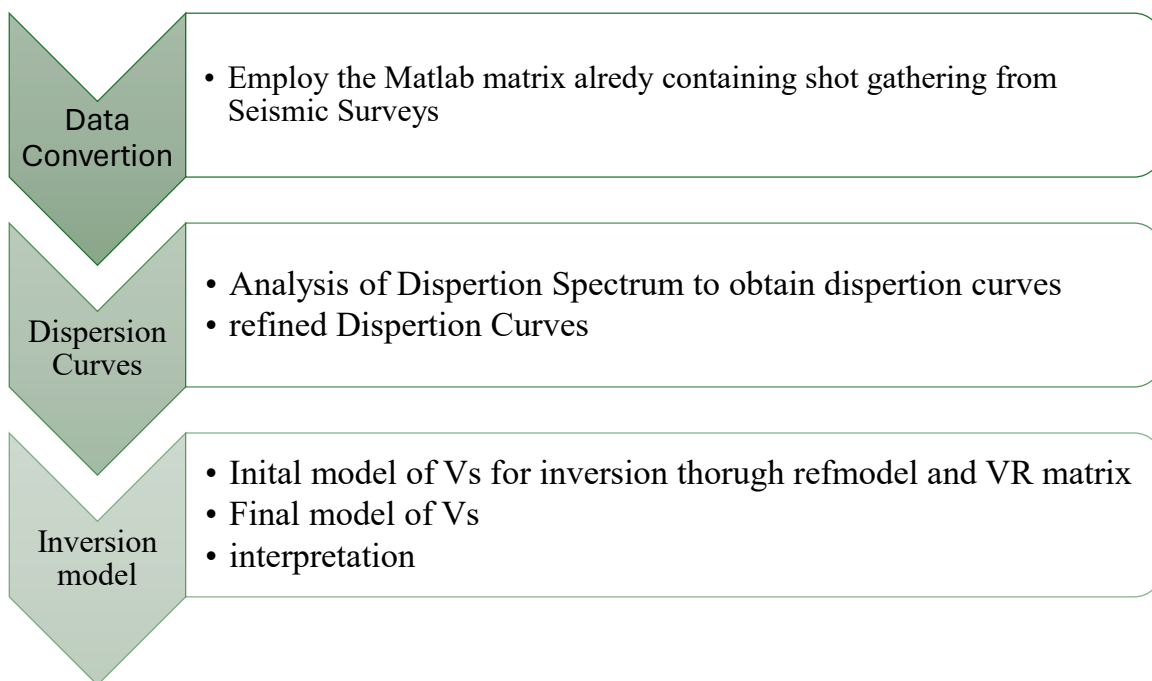 Data
Convertion
• Employ the Matlab matrix alredy containing shot gathering from
Seismic Surveys
Dispersion
Curves
• Analysis of Dispertion Spectrum to obtain dispertion curves
• refined Dispertion Curves
Inversion
model
• Inital model of Vs for inversion thorugh refmodel and VR matrix
• Final model of Vs
• interpretation